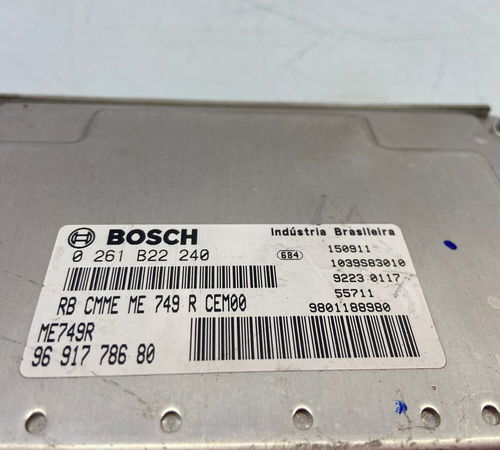 BOSCH
Indústria Brasileira
0 261 B22 240
684
150911
1039S83010
9223 0117
55711
9801188980
RB CMME ME 749 R CEM00
ME749R
96 917 786 80